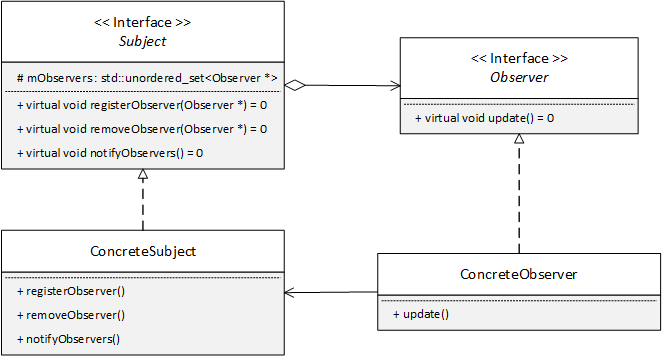 << Interface >>
Subject
# mObservers: std::unordered_set<Observer *>
+ virtual void registerObserver(Observer *) = 0
+ virtual void removeObserver(Observer *) = 0
+ virtual void notifyObservers() = 0
<< Interface >>
Observer
+ virtual void update() = 0
ConcreteSubject
+ registerObserver()
+ removeObserver()
+ notifyObservers()
ConcreteObserver
+ update()